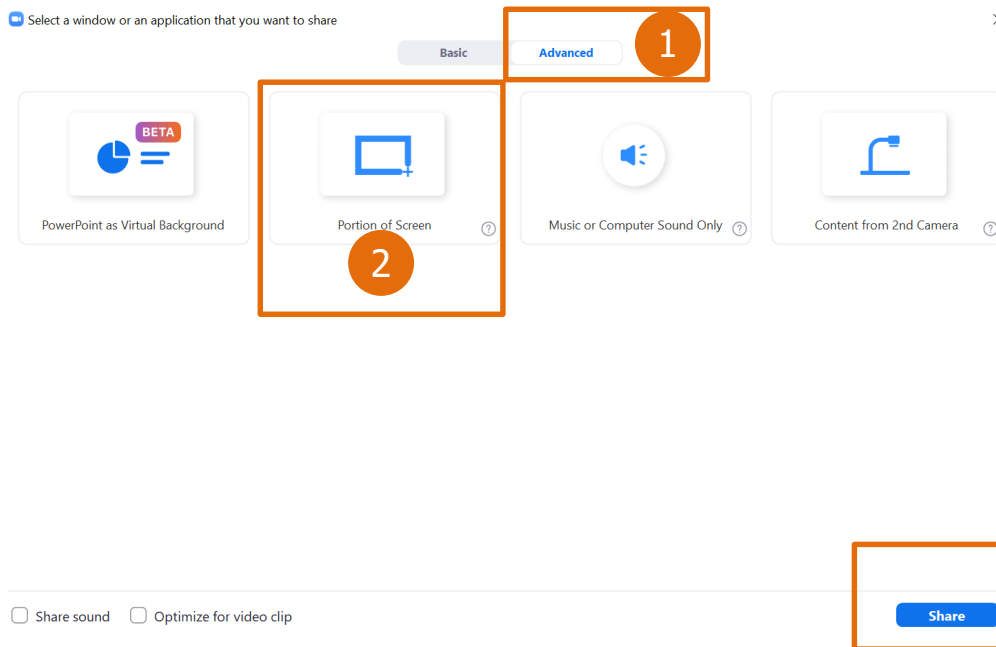 Select a window or an application that you want to share
Basic
Advanced
1
BETA
PowerPoint as Virtual Background
Portion of Screen
?
Music or Computer Sound Only
?
Content from 2nd Camera
?
2
Share sound
Optimize for video clip
Share